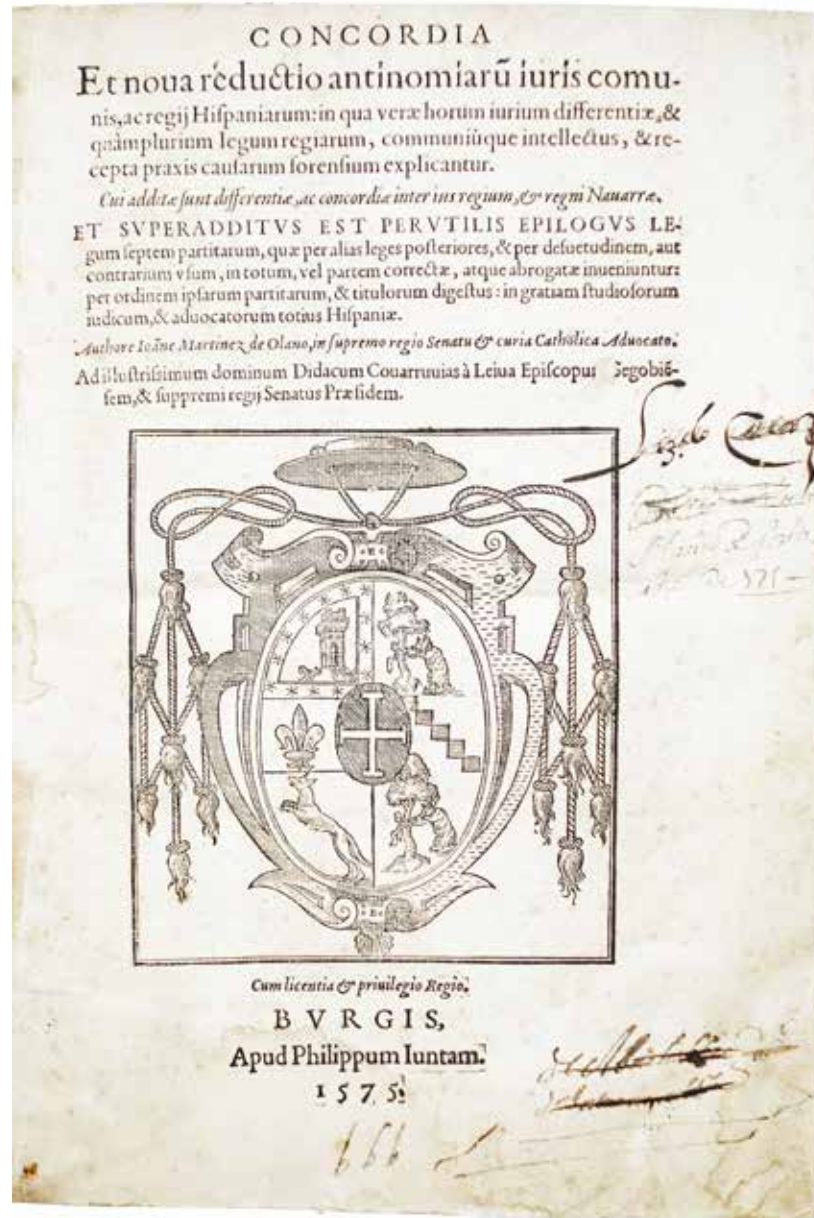 CONCORDIA
Et noua reductio antinomiarū iuris comu-
nis, ac regij Hiſpaniarum: in qua veræ horum iurium differentiæ, &
quàmplurium legum regiarum, communiúque intellectus, & re-
cepta praxis cauſarum forenſium explicantur.
Cui additæ ſunt differentiæ, ac concordiæ inter ius regium, & regni Nauarræ.
ET SVPERADDITVS EST PERVTILIS EPILOGVS LE-
gum ſeptem partitarum, quæ per alias leges poſteriores, & per deſuetudinem, aut
contrarium vſum, in totum, vel partem correctæ, atque abrogatæ inueniuntur:
per ordinem ipſarum partitarum, & titulorum digeſtus: in gratiam ſtudioſorum
iudicum, & aduocatorum totius Hiſpaniæ.
Authore Ioāne Martinez de Olano, in ſupremo regio Senatu & curia Catholica Aduocato.
Ad illuſtriſsimum dominum Didacum Couarruuias à Leiua Epiſcopum Segobiē-
ſem, & ſuppremi regij Senatus Præſidem.
Cum licentia & priuilegio Regio.
BVRGIS,
Apud Philippum Iuntam.
1575.
666